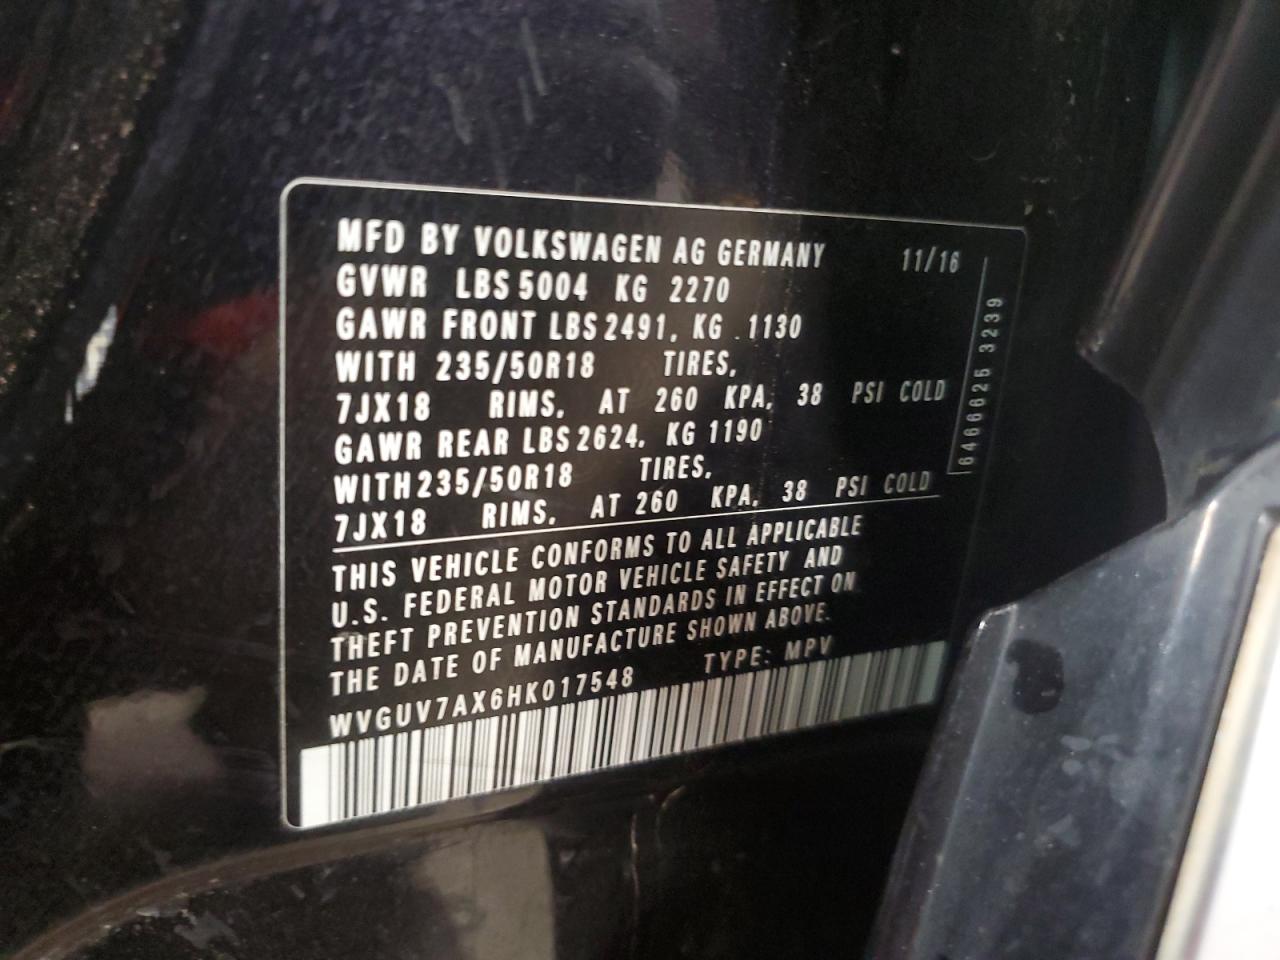 MFD BY VOLKSWAGEN AG GERMANY 11/16
GVWR LBS 5004 KG 2270
GAWR FRONT LBS 2491, KG 1130
WITH 235/50R18 TIRES,
7JX18 RIMS, AT 260 KPA, 38 PSI COLD
GAWR REAR LBS 2624, KG 1190
WITH 235/50R18 TIRES,
7JX18 RIMS, AT 260 KPA, 38 PSI COLD
THIS VEHICLE CONFORMS TO ALL APPLICABLE
U.S. FEDERAL MOTOR VEHICLE SAFETY AND
THEFT PREVENTION STANDARDS IN EFFECT ON
THE DATE OF MANUFACTURE SHOWN ABOVE.
WVGUV7AX6HK017548 TYPE: MPV
6466625 3239